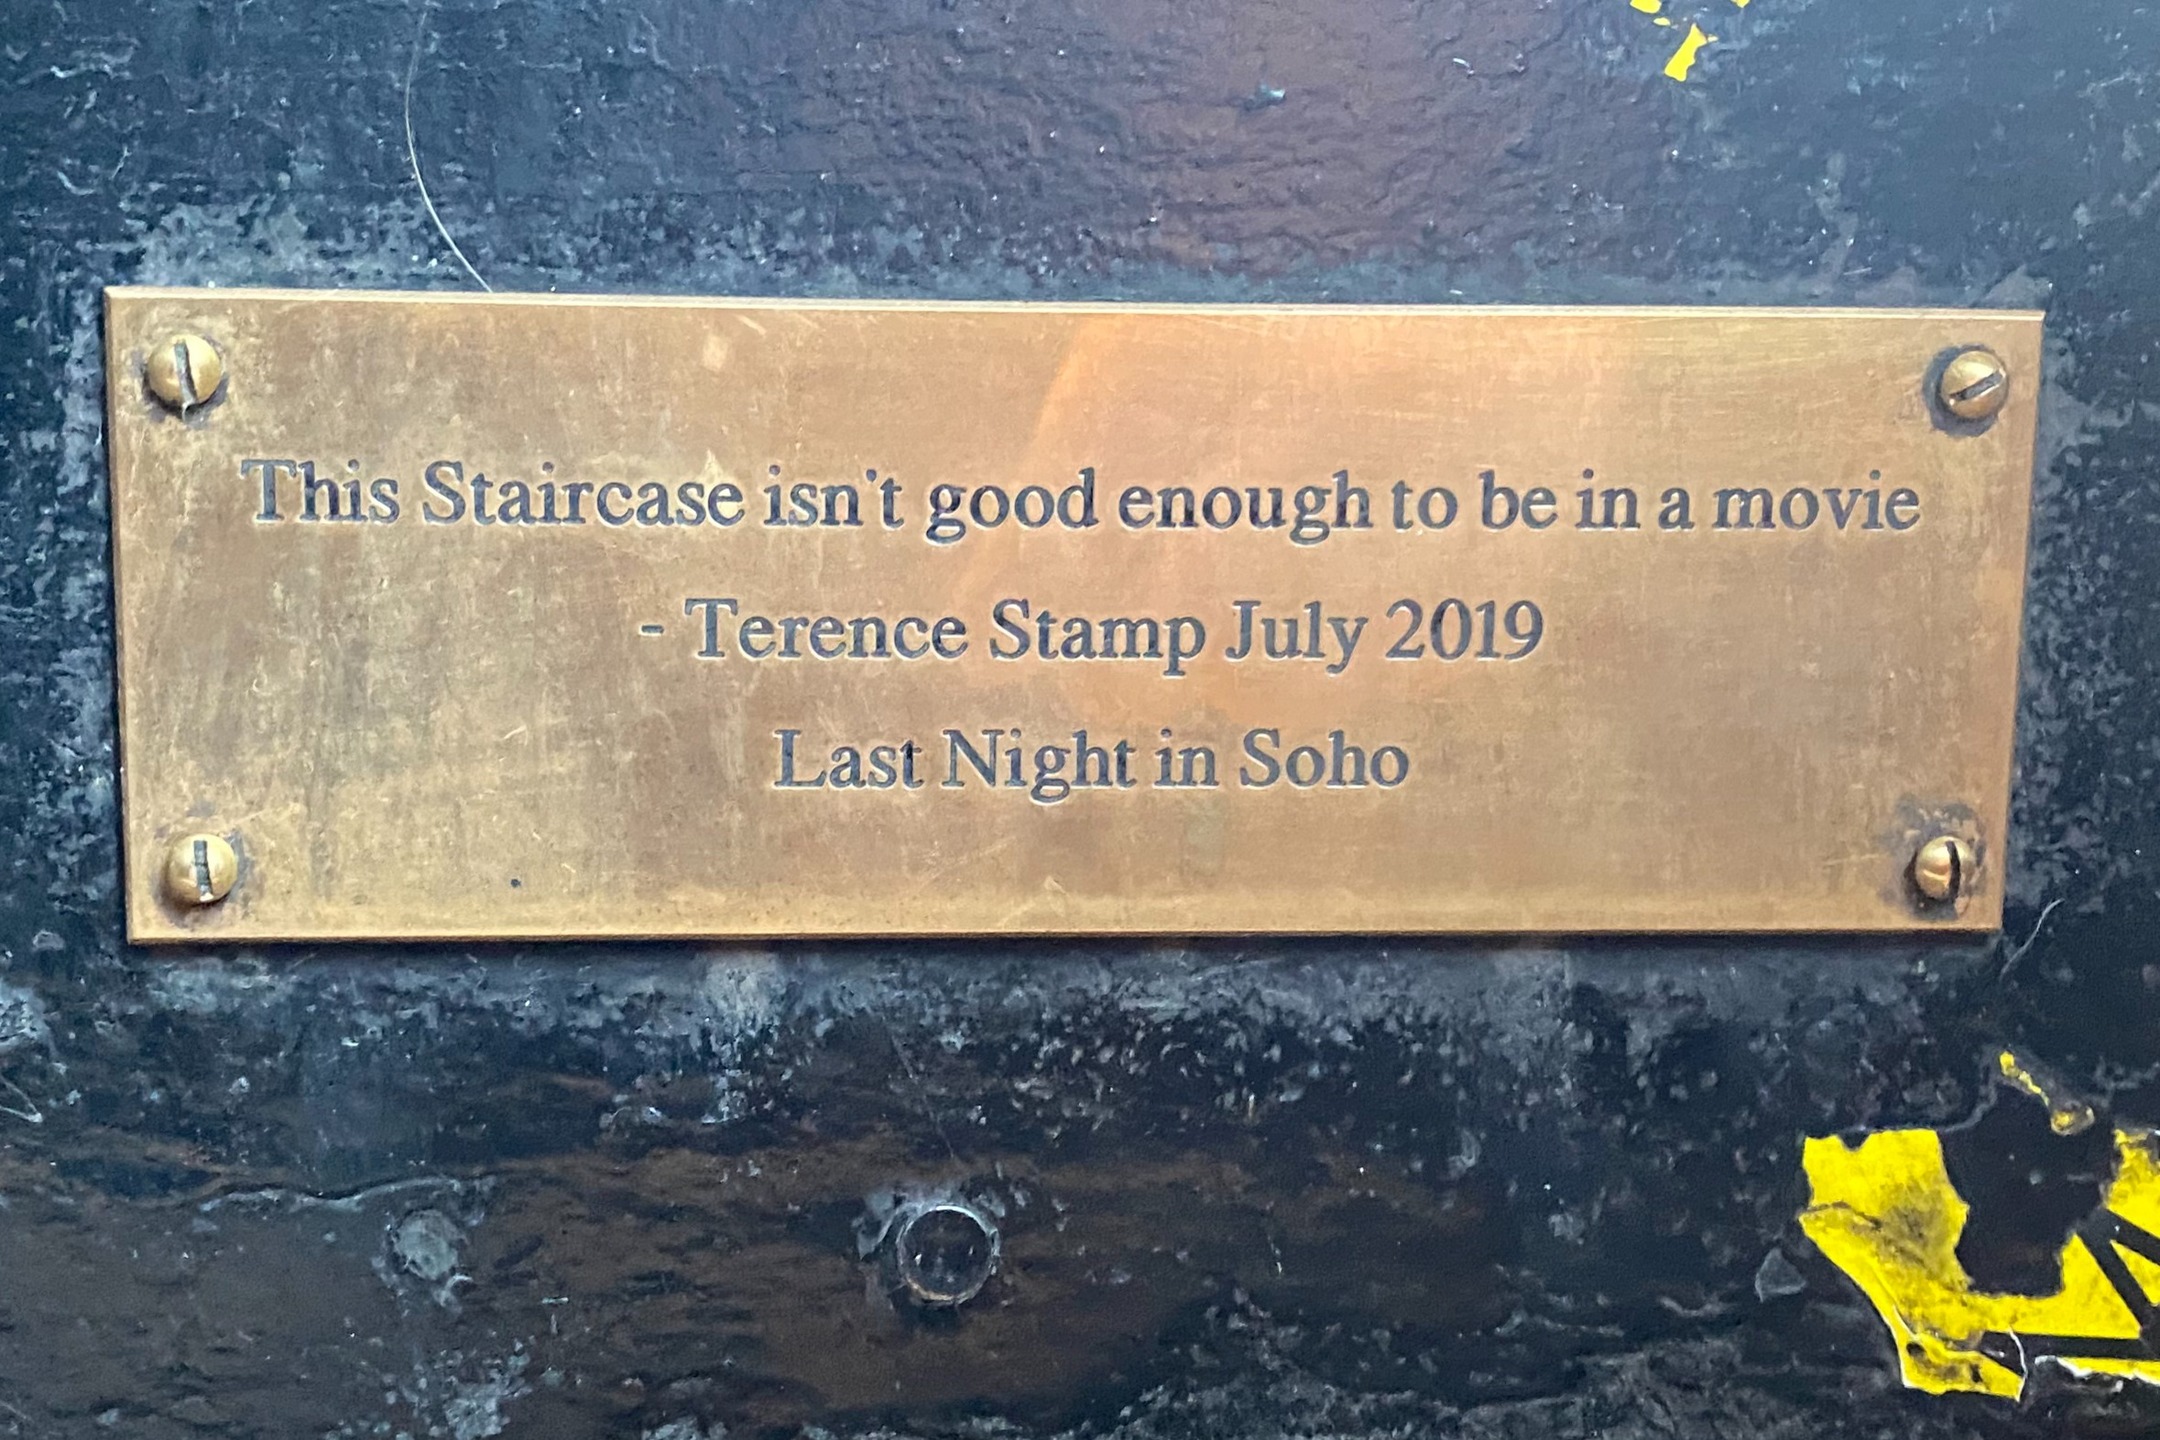 This Staircase isn't good enough to be in a movie
- Terence Stamp July 2019
Last Night in Soho